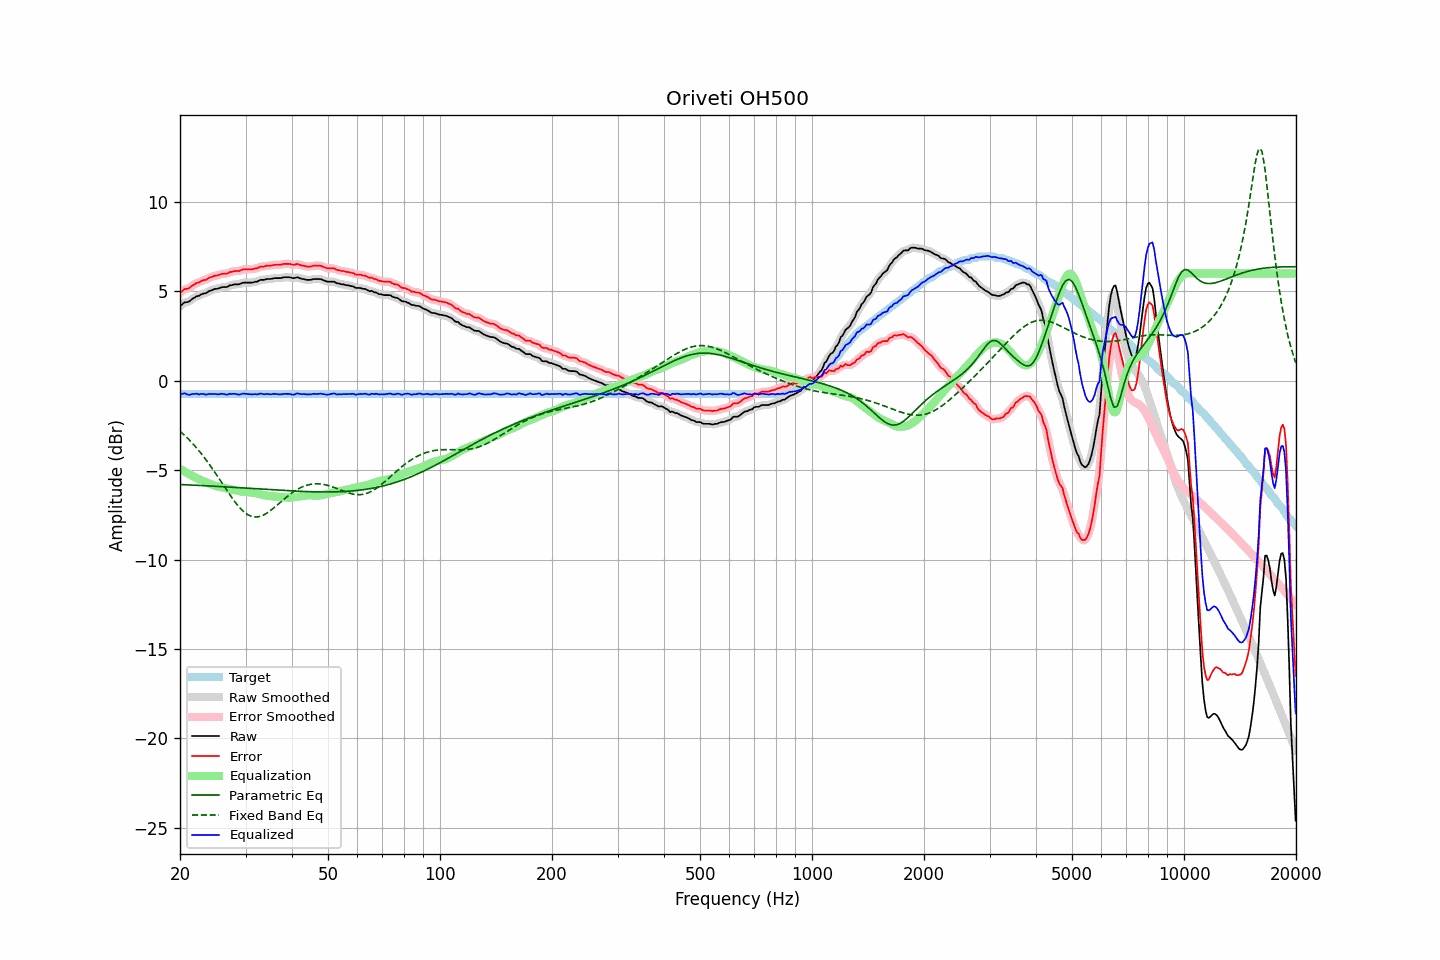 Oriveti OH500
Amplitude (dBr)
10
5
0
−5
−10
−15
−20
−25
Target
Raw Smoothed
Error Smoothed
Raw
Error
Equalization
Parametric Eq
Fixed Band Eq
Equalized
20 50 100 200 500 1000 2000 5000 10000 20000
Frequency (Hz)